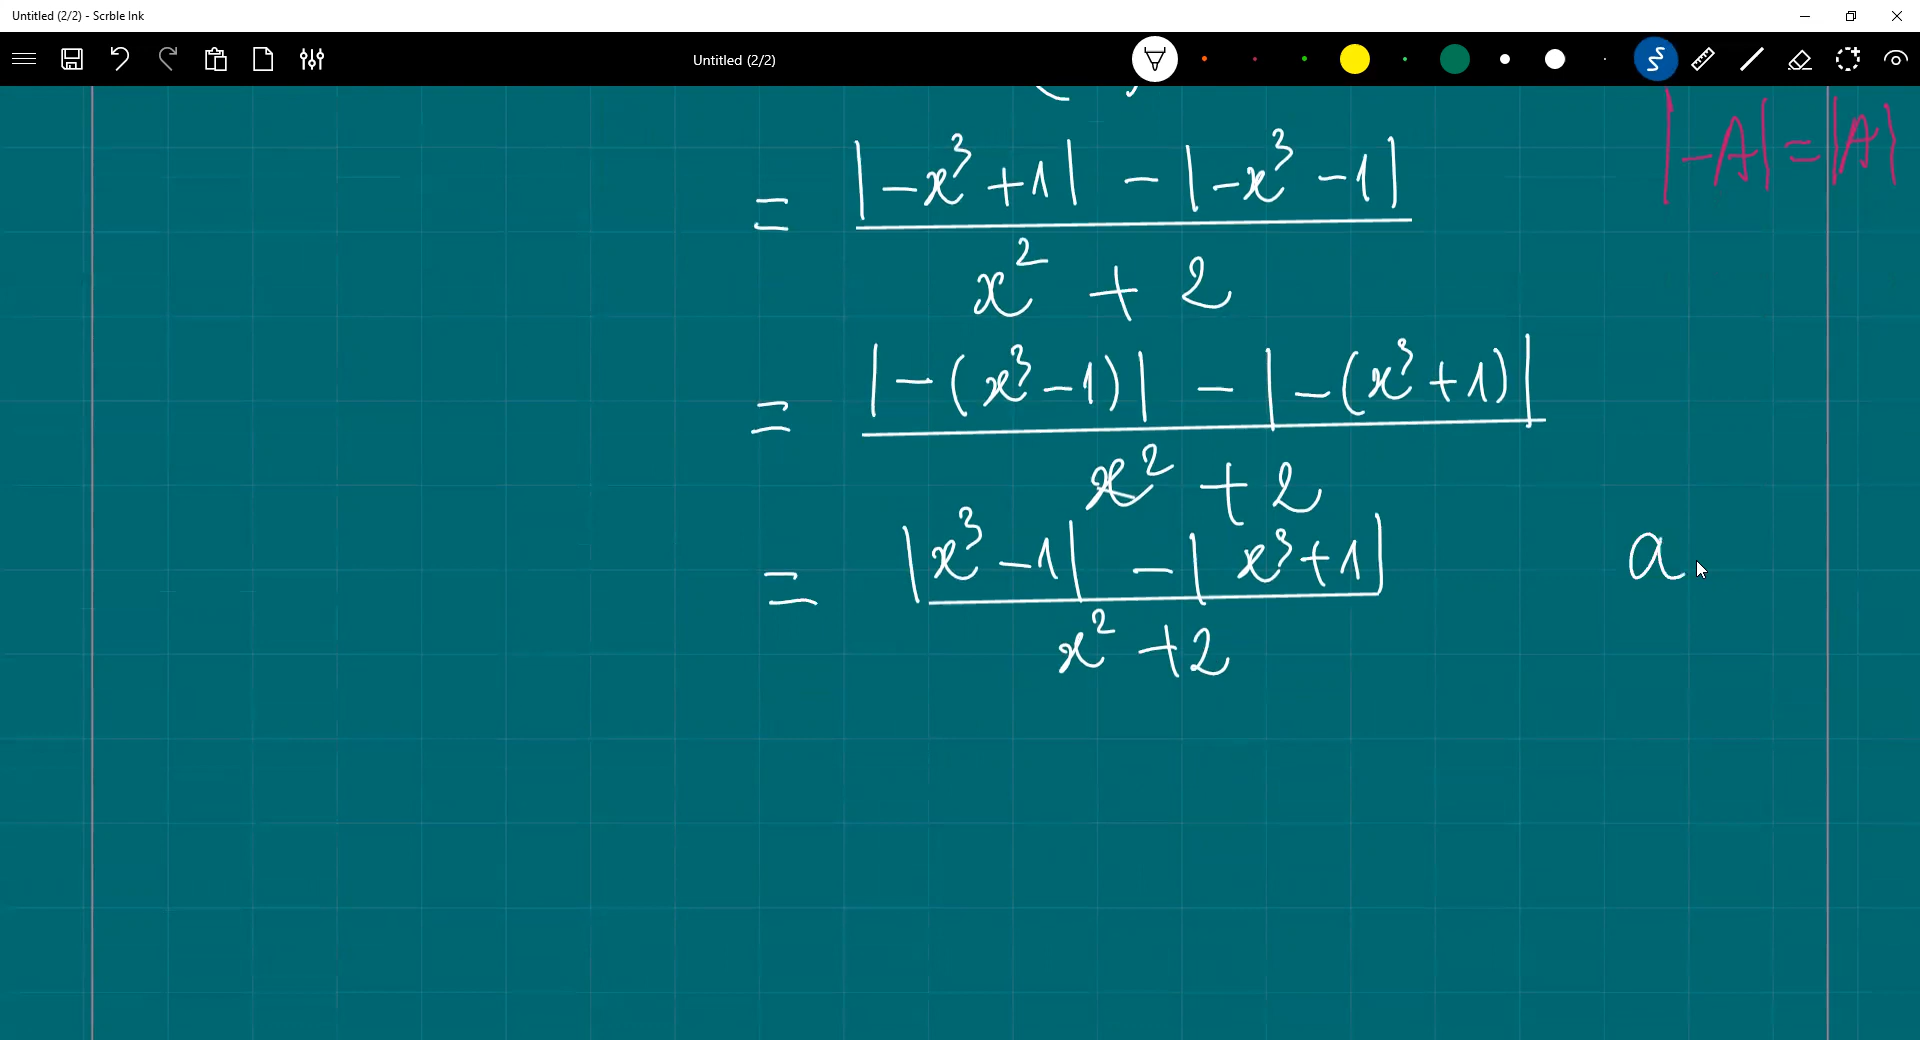 Untitled (2/2) - Scrble Ink
Untitled (2/2)
|-A| = |A|
= (|-x³ + 1| - |-x³ - 1|) / (x² + 2)
= (|-(x³ - 1)| - |-(x³ + 1)|) / (x² + 2)
= (|x³ - 1| - |x³ + 1|) / (x² + 2)
a